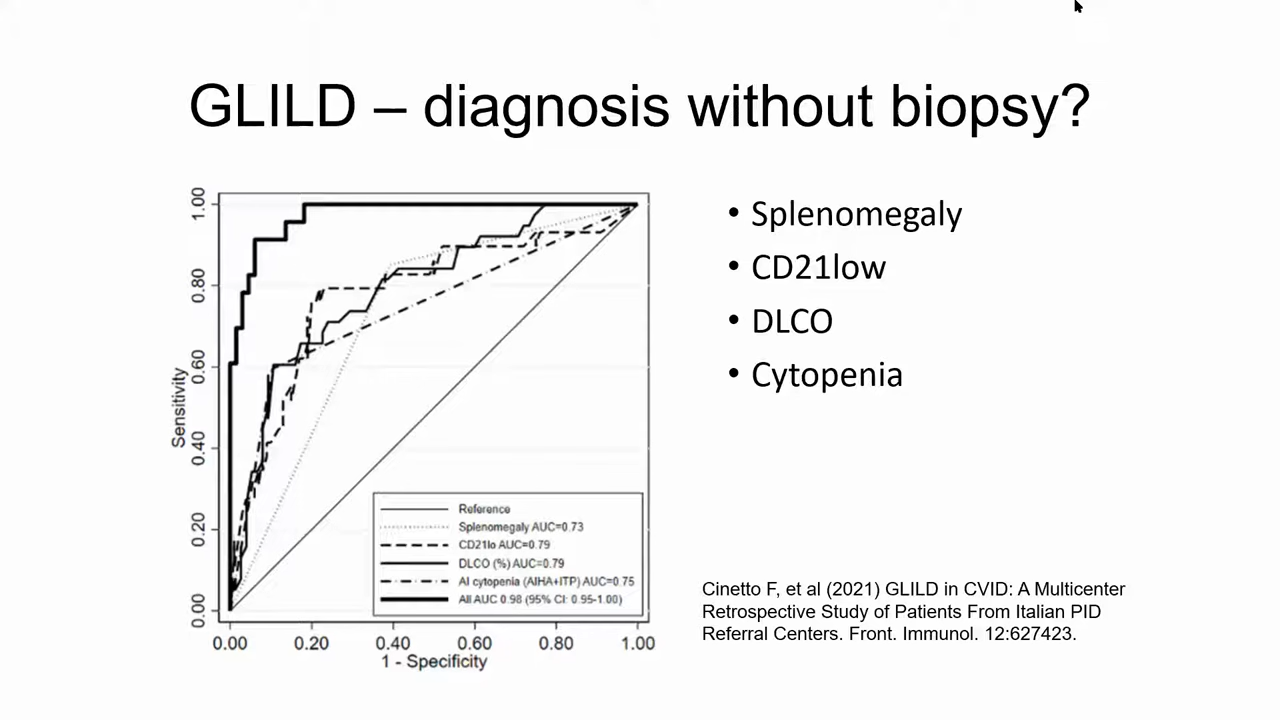 GLILD – diagnosis without biopsy?
Sensitivity
1.00
0.80
0.60
0.40
0.20
0.00
0.00 0.20 0.40 0.60 0.80 1.00
1 - Specificity
Reference
Splenomegaly AUC=0.73
CD21lo AUC=0.79
DLCO (%) AUC=0.79
AI cytopenia (AIHA+ITP) AUC=0.75
All AUC 0.98 (95% CI: 0.95-1.00)
• Splenomegaly
• CD21low
• DLCO
• Cytopenia
Cinetto F, et al (2021) GLILD in CVID: A Multicenter
Retrospective Study of Patients From Italian PID
Referral Centers. Front. Immunol. 12:627423.